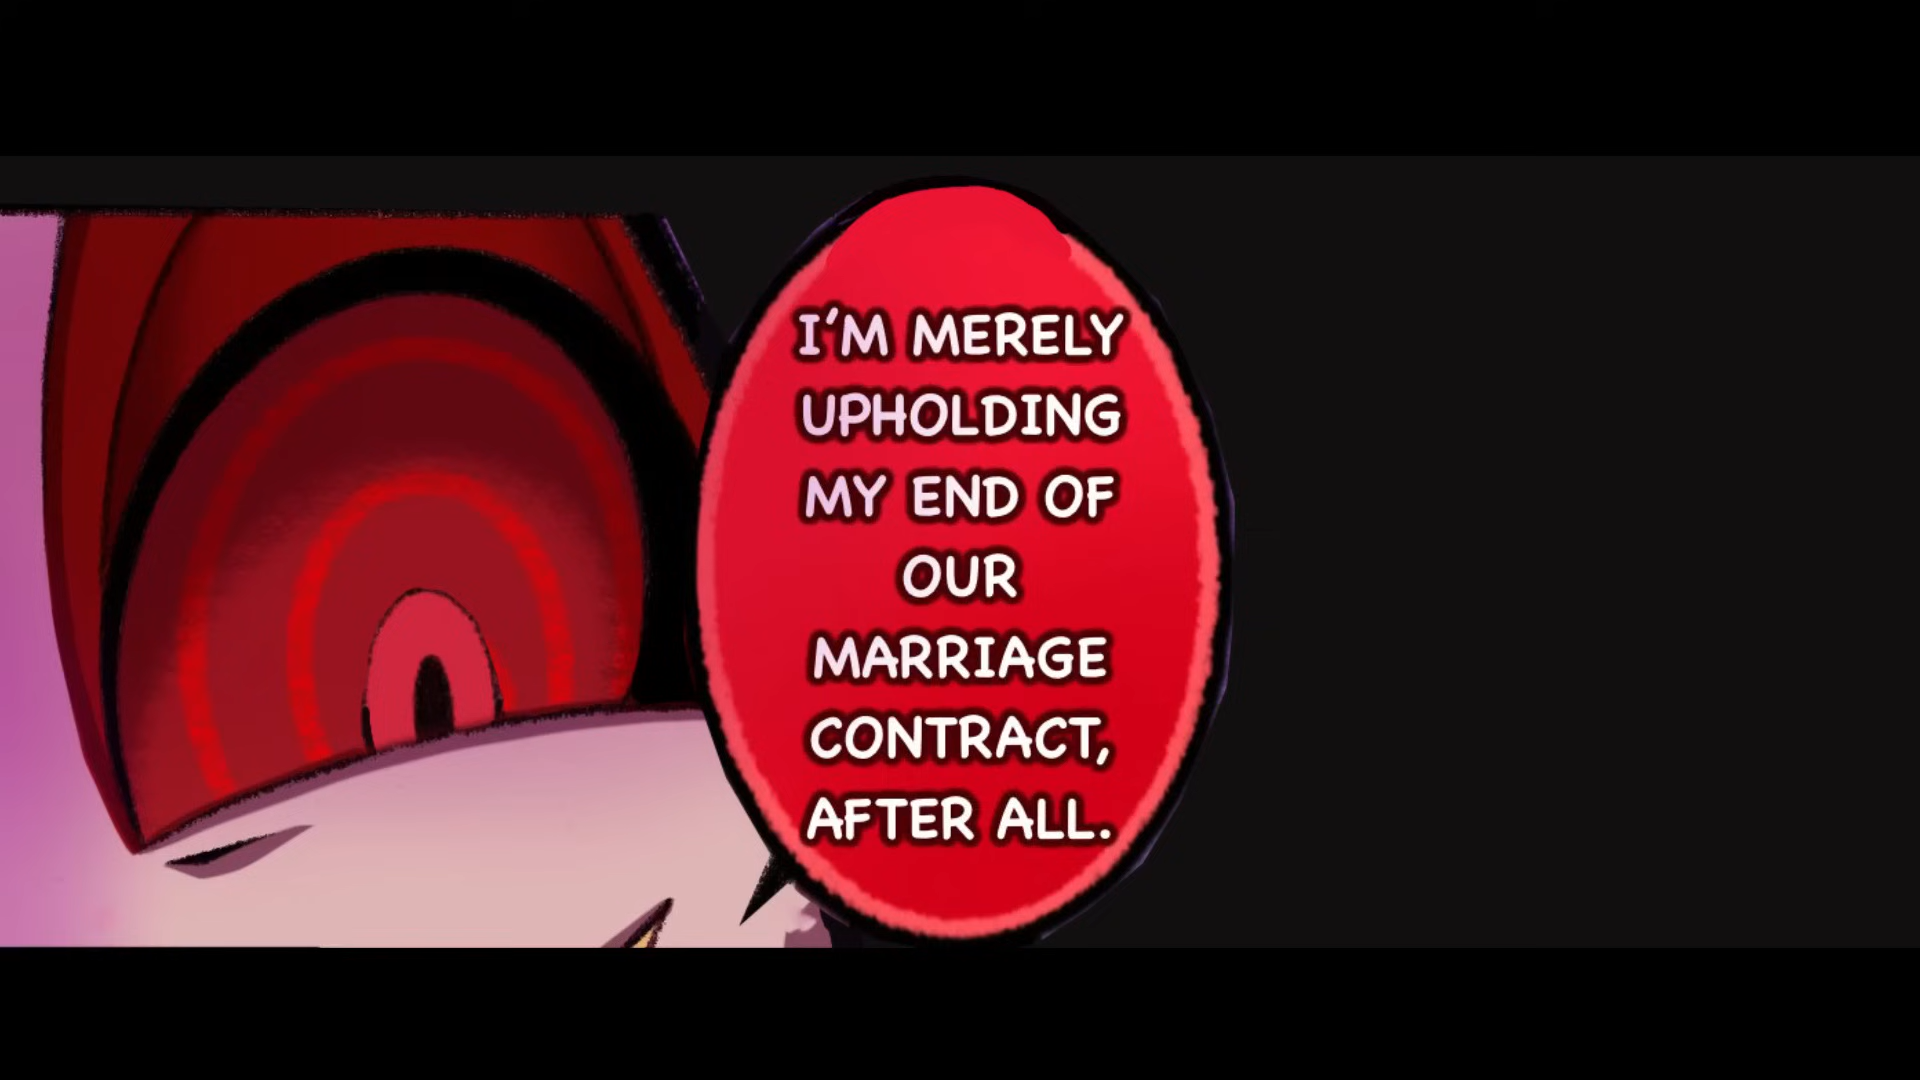 I'M MERELY
UPHOLDING
MY END OF
OUR
MARRIAGE
CONTRACT,
AFTER ALL.